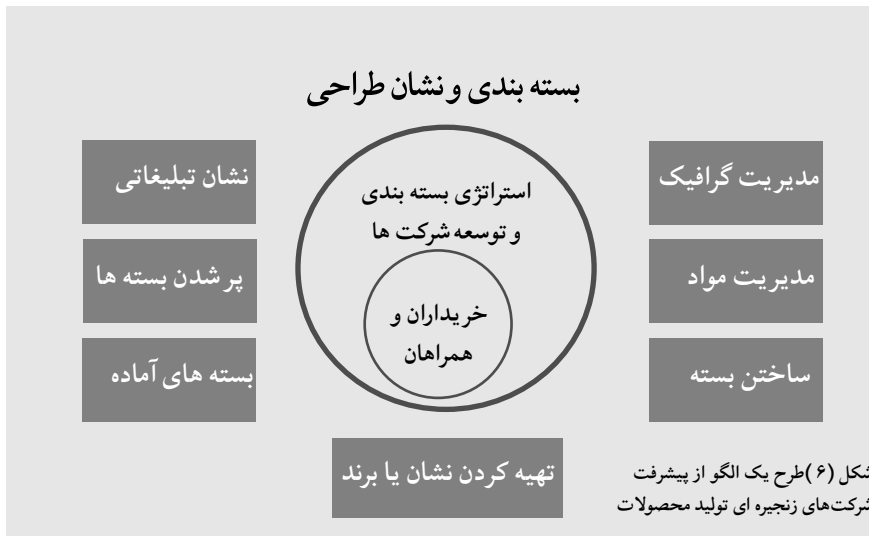 بسته بندی و نشان طراحی
مدیریت گرافیک
مدیریت مواد
ساختن بسته
استراتژی بسته بندی
و توسعه شرکت ها
خریداران و
همراهان
نشان تبلیغاتی
پر شدن بسته ها
بسته های آماده
تهیه کردن نشان یا برند
شکل (۶)طرح یک الگو از پیشرفت
شرکت‌های زنجیره ای تولید محصولات